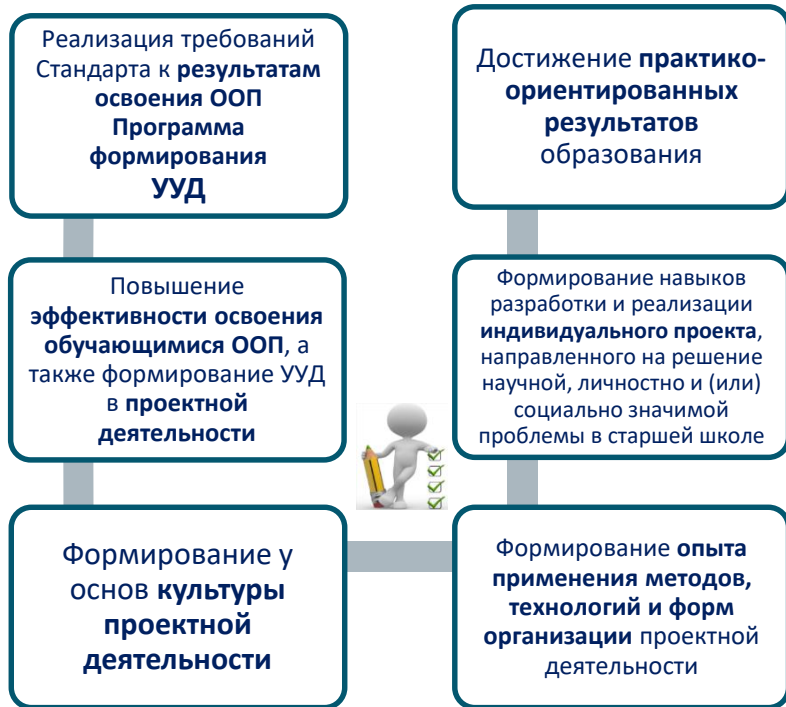 Реализация требований
Стандарта к результатам
освоения ООП
Программа
формирования
УУД
Повышение
эффективности освоения
обучающимися ООП, а
также формирование УУД
в проектной
деятельности
Формирование у
основ культуры
проектной
деятельности
Формирование опыта
применения методов,
технологий и форм
организации проектной
деятельности
Формирование навыков
разработки и реализации
индивидуального проекта,
направленного на решение
научной, личностно и (или)
социально значимой
проблемы в старшей школе
Достижение практико-
ориентированных
результатов
образования